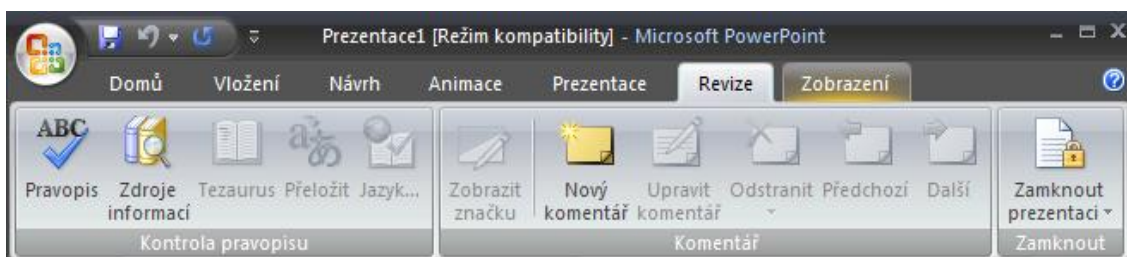 Prezentace1 [Režim kompatibility] - Microsoft PowerPoint
Domů Vložení Návrh Animace Prezentace Revize Zobrazení
ABC
Pravopis Zdroje informací Tezaurus Přeložit Jazyk...
Zobrazit značku Nový komentář Upravit komentář Odstranit Předchozí Další
Zamknout prezentaci
Kontrola pravopisu Komentář Zamknout